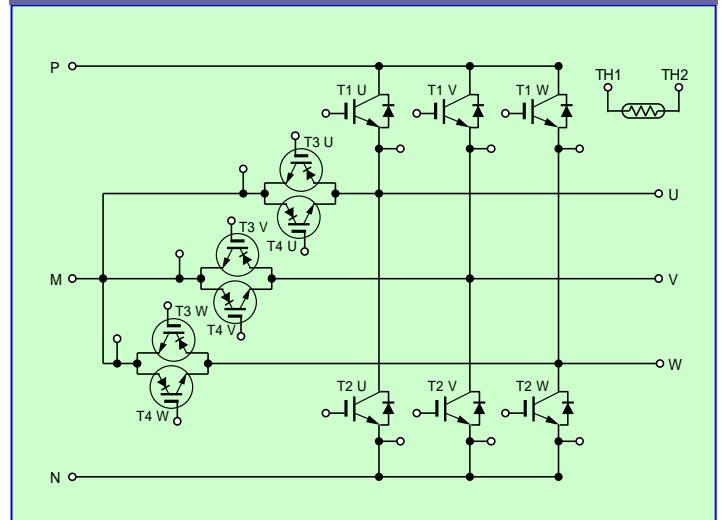 P
TH1 TH2
T1 U T1 V T1 W
T3 U
U
T3 V
T4 U
M
V
T3 W
T4 V
W
T2 U T2 V T2 W
T4 W
N